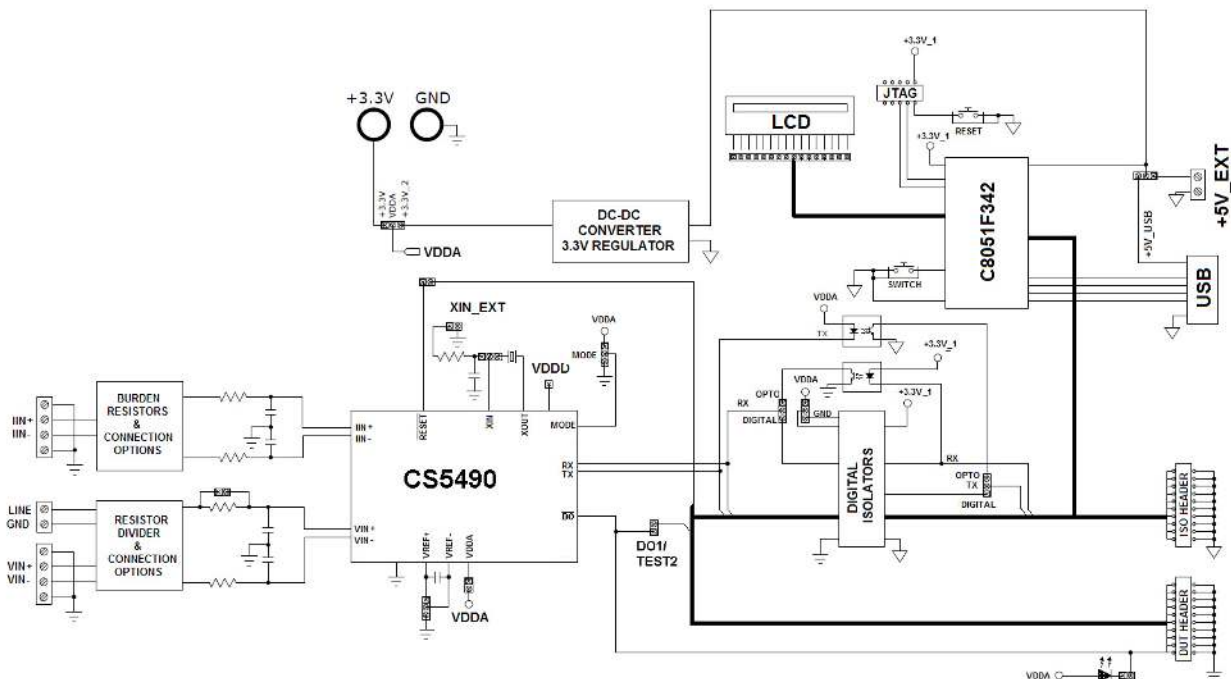 +3.3V_1
JTAG
RESET
+3.3V GND
LCD
+3.3V_1
+3.3V
VDDA
+3.3V_2
VDDA
DC-DC
CONVERTER
3.3V REGULATOR
C8051F342
+5V_EXT
+5V_USB
USB
SWITCH
XIN_EXT
VDDA
MODE
VDDD
VDDA
TX
+3.3V_1
OPTO
RX
DIGITAL
VDDA
GND
+3.3V_1
BURDEN
RESISTORS
&
CONNECTION
OPTIONS
IIN+
IIN-
IIN+
IIN-
RESET
XIN
XOUT
MODE
CS5490
RX
TX
DO
DIGITAL
ISOLATORS
RX
OPTO
TX
DIGITAL
LINE
GND
VIN+
VIN-
RESISTOR
DIVIDER
&
CONNECTION
OPTIONS
VIN+
VIN-
VREF+
VREF-
VDDA
VDDA
DO1/
TEST2
ISO HEADER
DUT HEADER
VDDA